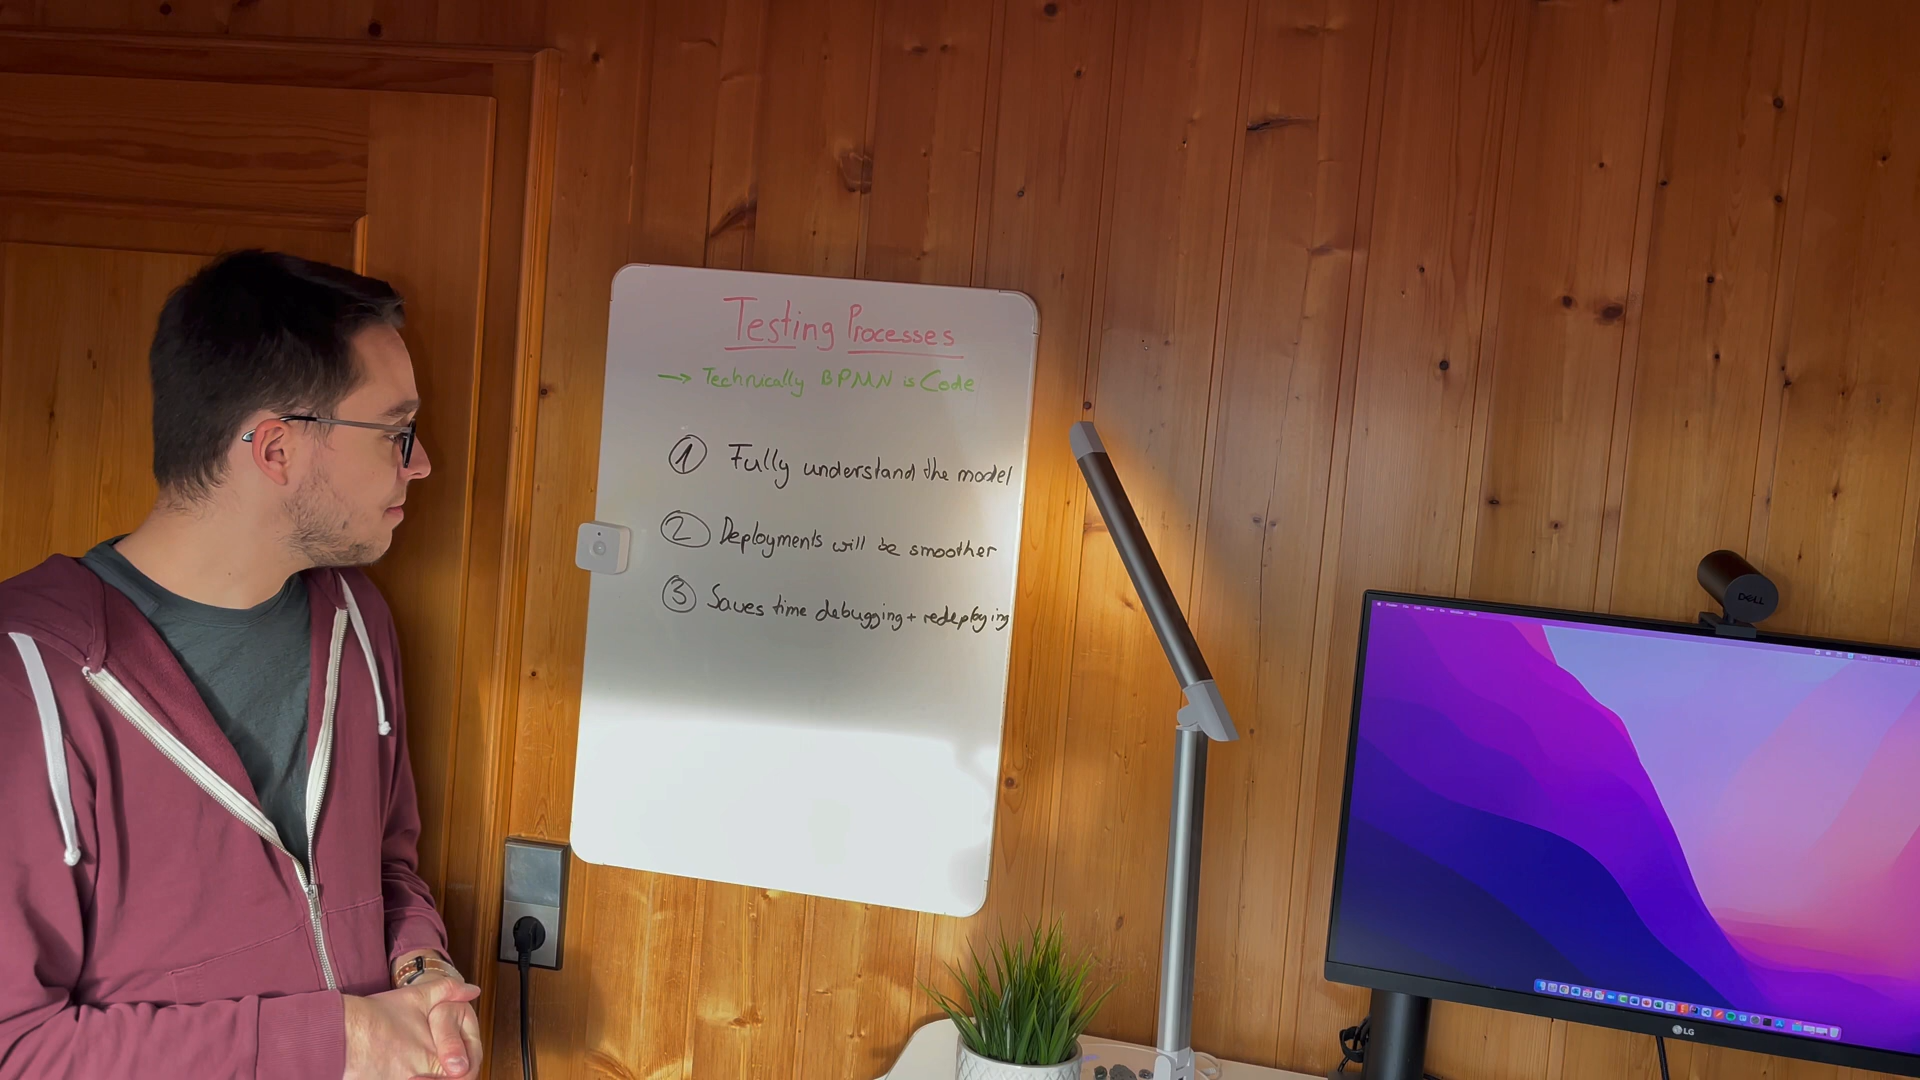 Testing Processes
→ Technically BPMN is Code
① Fully understand the model
② Deployments will be smoother
③ Saves time debugging + redeploying
DELL
LG